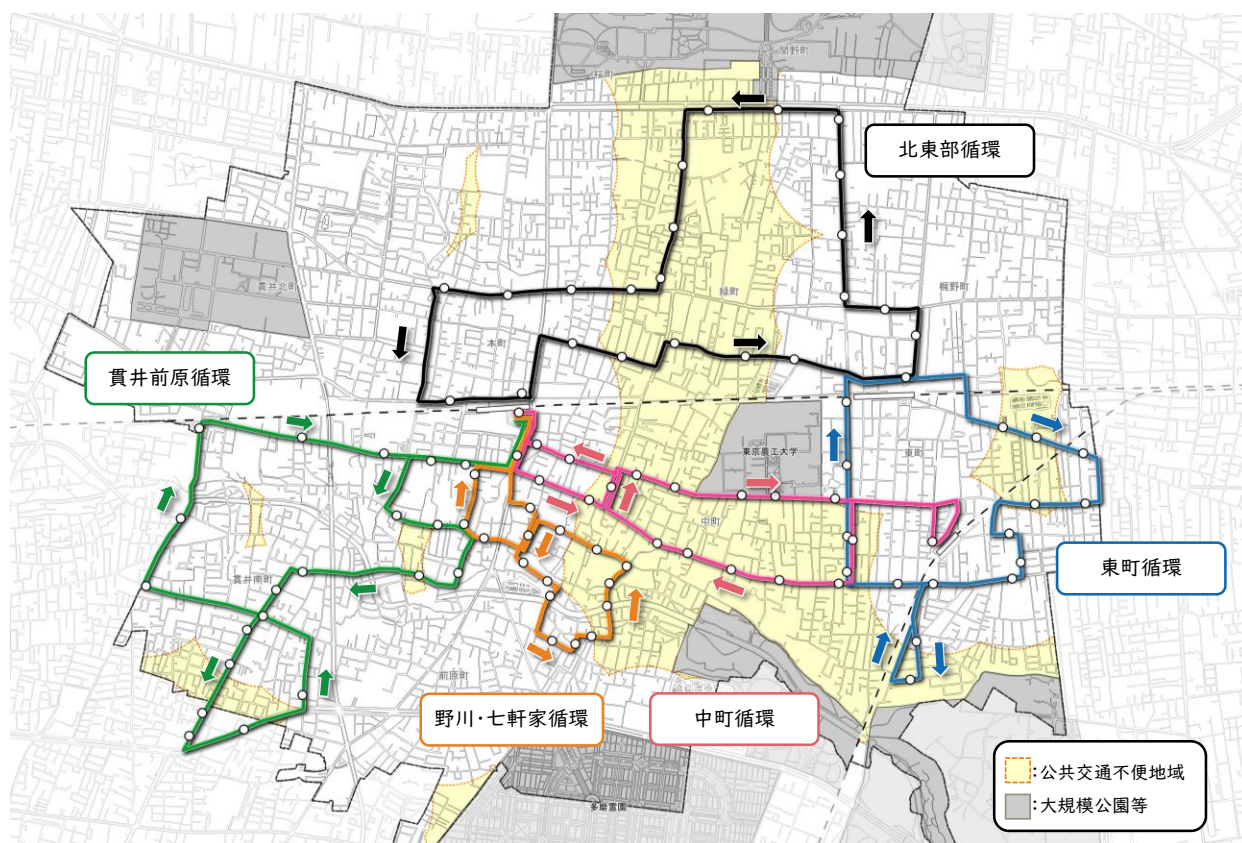 関野町
桜町
北東部循環
貫井北町
緑町
梶野町
本町
貫井前原循環
東京農工大学
東町
中町
東町循環
貫井南町
前原町
野川・七軒家循環
中町循環
:公共交通不便地域
多磨霊園
:大規模公園等